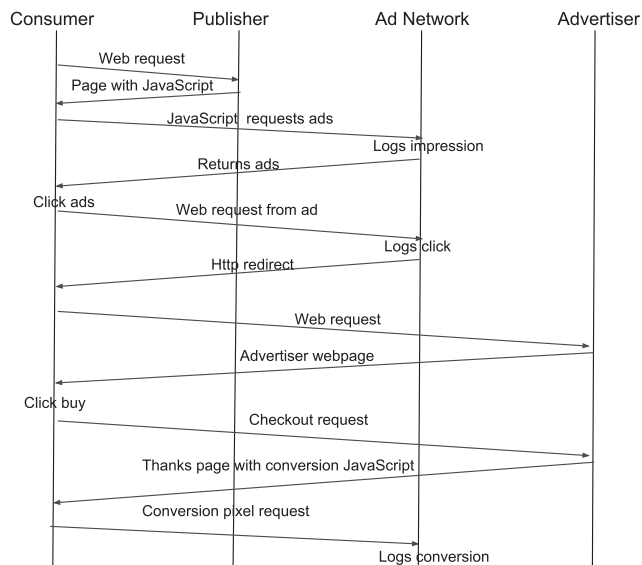 Consumer Publisher Ad Network Advertiser
Web request
Page with JavaScript
JavaScript requests ads
Logs impression
Returns ads
Click ads
Web request from ad
Logs click
Http redirect
Web request
Advertiser webpage
Click buy
Checkout request
Thanks page with conversion JavaScript
Conversion pixel request
Logs conversion